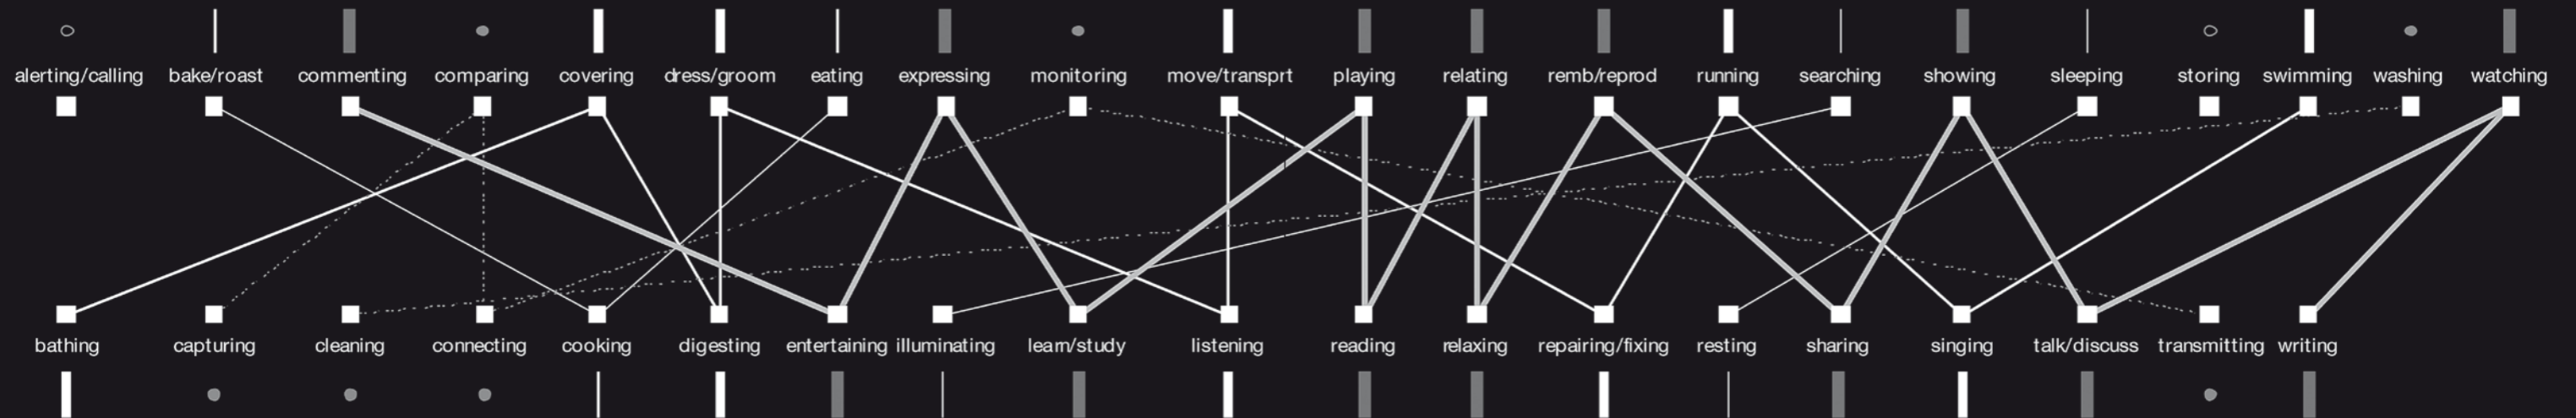 alerting/calling bake/roast commenting comparing covering dress/groom eating expressing monitoring move/transprt playing relating remb/reprod running searching showing sleeping storing swimming washing watching
bathing capturing cleaning connecting cooking digesting entertaining illuminating learn/study listening reading relaxing repairing/fixing resting sharing singing talk/discuss transmitting writing